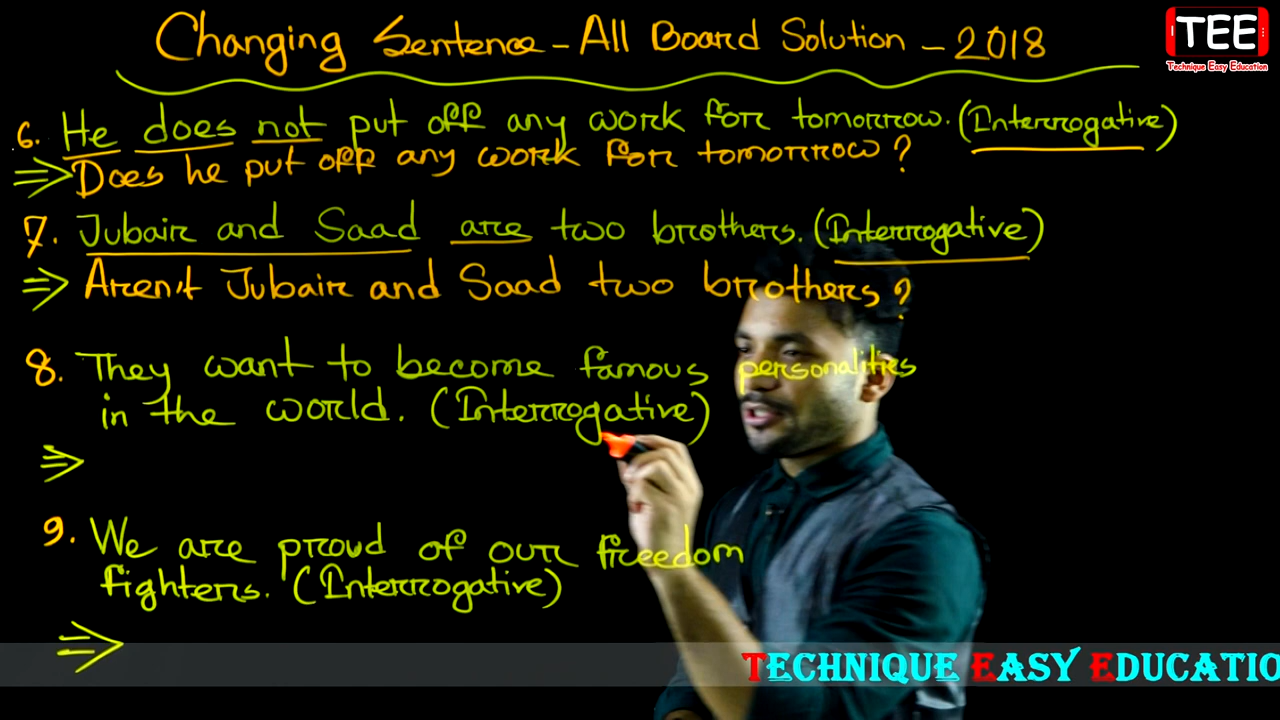 Changing Sentence - All Board Solution - 2018
TEE
Technique Easy Education
6. He does not put off any work for tomorrow. (Interrogative)
⇒ Does he put off any work for tomorrow ?
7. Jubair and Saad are two brothers. (Interrogative)
⇒ Aren't Jubair and Saad two brothers ?
8. They want to become famous personalities
in the world. (Interrogative)
⇒
9. We are proud of our freedom
fighters. (Interrogative)
⇒
TECHNIQUE EASY EDUCATIO